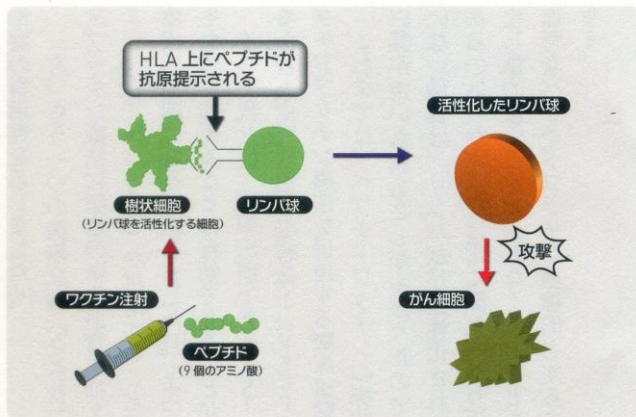 HLA 上にペプチドが
抗原提示される
活性化したリンパ球
樹状細胞
(リンパ球を活性化する細胞)
リンパ球
攻撃
ワクチン注射
がん細胞
ペプチド
(9個のアミノ酸)